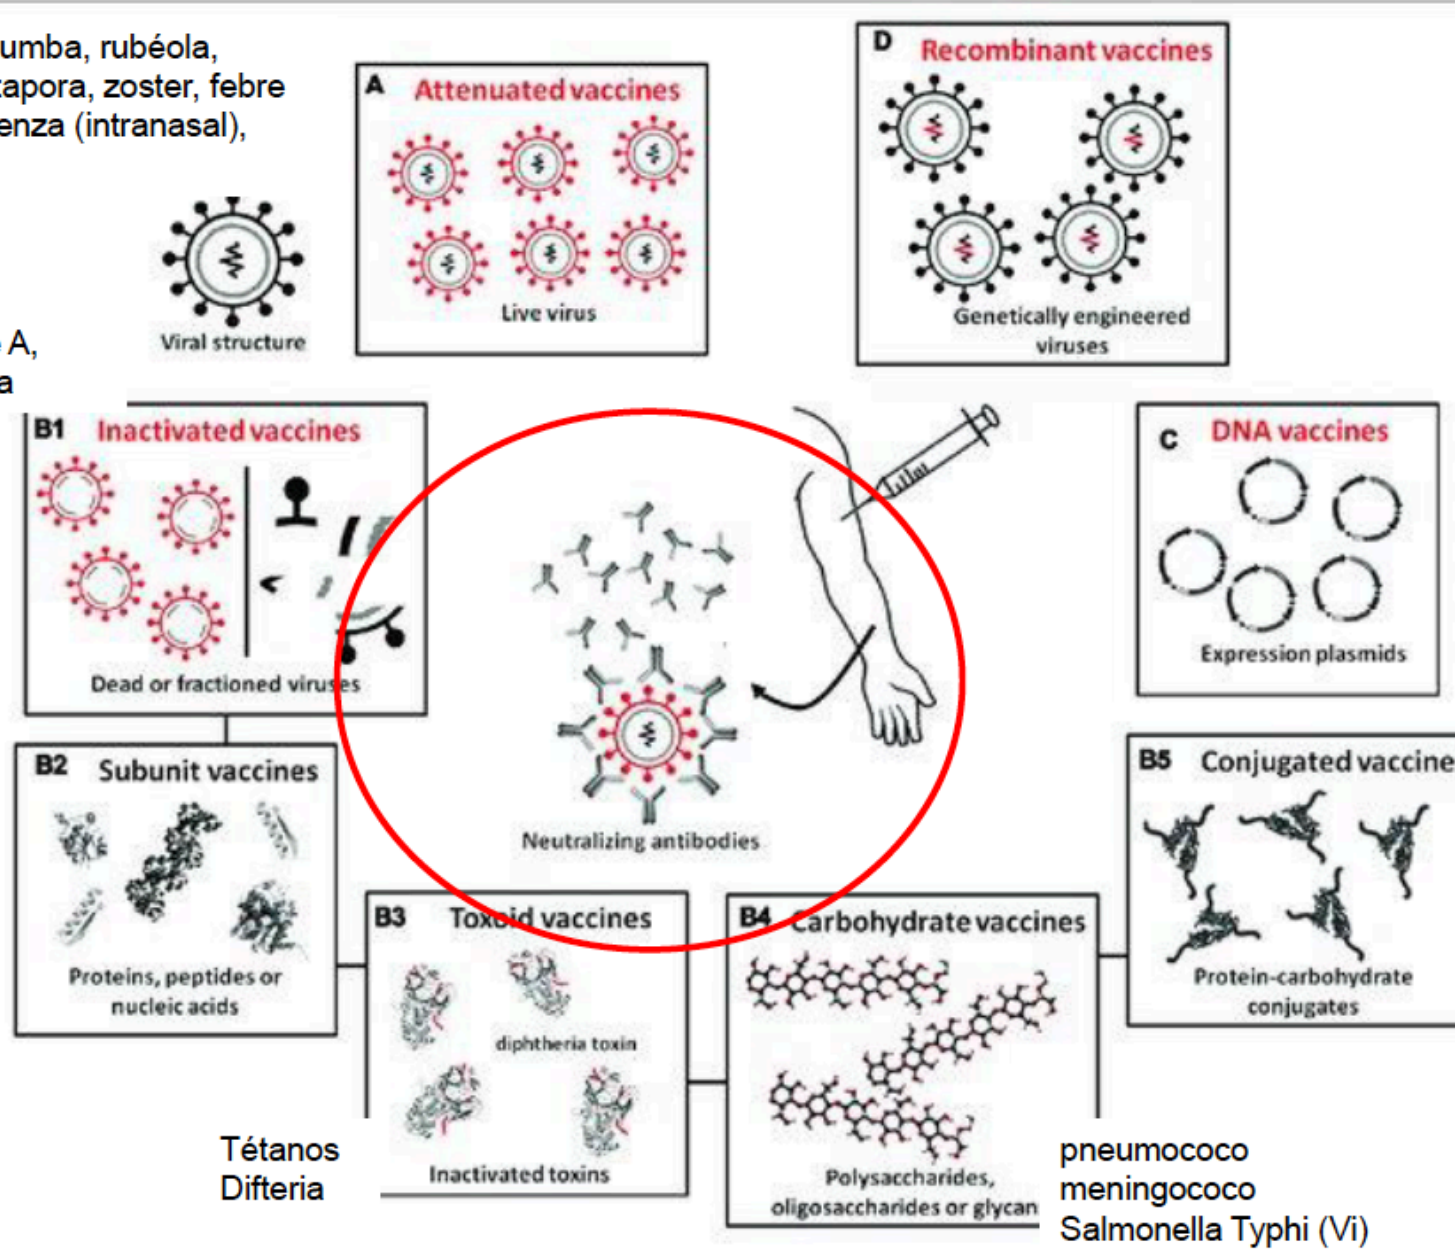 umba, rubéola,
tapora, zoster, febre
enza (intranasal),
A Attenuated vaccines
Live virus
D Recombinant vaccines
Genetically engineered
viruses
Viral structure
A,
a
B1 Inactivated vaccines
Dead or fractioned viruses
C DNA vaccines
Expression plasmids
Neutralizing antibodies
B2 Subunit vaccines
Proteins, peptides or
nucleic acids
B3 Toxoid vaccines
diphtheria toxin
Inactivated toxins
B4 Carbohydrate vaccines
Polysaccharides,
oligosaccharides or glycan
B5 Conjugated vaccine
Protein-carbohydrate
conjugates
Tétanos
Difteria
pneumococo
meningococo
Salmonella Typhi (Vi)